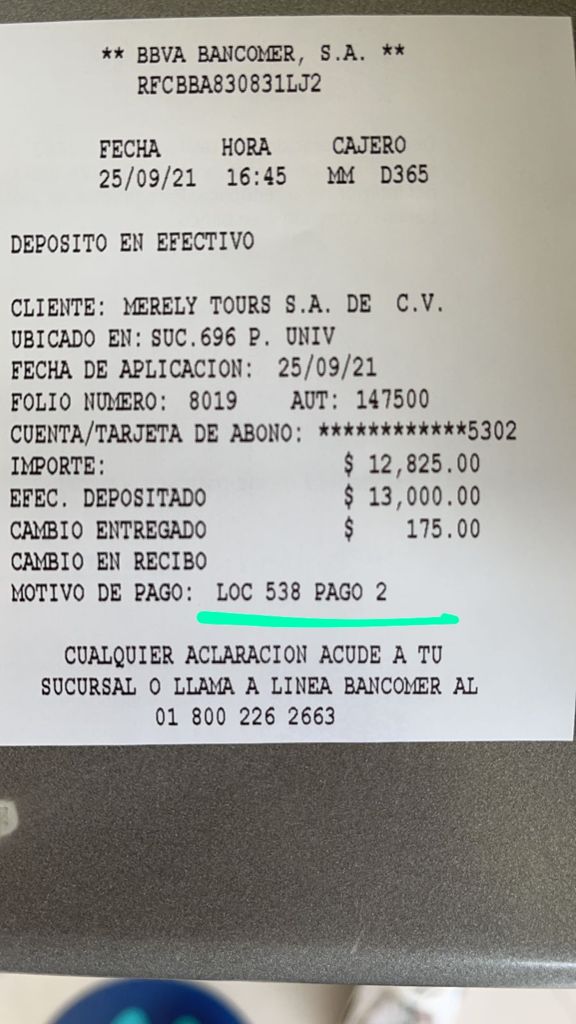 ** BBVA BANCOMER, S.A. **
RFCBBA830831LJ2
FECHA HORA CAJERO
25/09/21 16:45 MM D365
DEPOSITO EN EFECTIVO
CLIENTE: MERELY TOURS S.A. DE C.V.
UBICADO EN: SUC.696 P. UNIV
FECHA DE APLICACION: 25/09/21
FOLIO NUMERO: 8019 AUT: 147500
CUENTA/TARJETA DE ABONO: ************5302
IMPORTE: $ 12,825.00
EFEC. DEPOSITADO $ 13,000.00
CAMBIO ENTREGADO $ 175.00
CAMBIO EN RECIBO
MOTIVO DE PAGO: LOC 538 PAGO 2
CUALQUIER ACLARACION ACUDE A TU
SUCURSAL O LLAMA A LINEA BANCOMER AL
01 800 226 2663